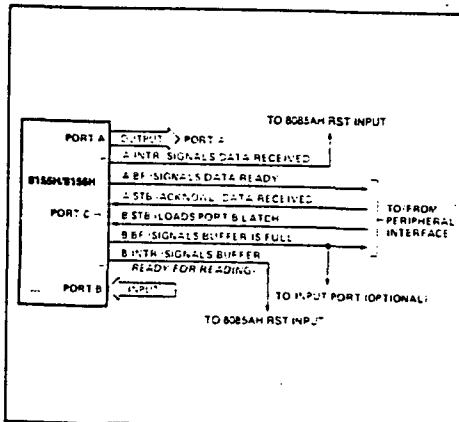 TO 8085AH RST INPUT
PORT A
OUTPUT
PORT A
A INTR (SIGNALS DATA RECEIVED
8155H/8156H
A BF (SIGNALS DATA READY
A STB (ACKNOWL. DATA RECEIVED
TO/FROM
PORT C
B STB (LOADS PORT B LATCH
PERIPHERAL
B BF (SIGNALS BUFFER IS FULL
INTERFACE
B INTR (SIGNALS BUFFER
READY FOR READING)
PORT B
INPUT
TO INPUT PORT (OPTIONAL)
TO 8085AH RST INPUT